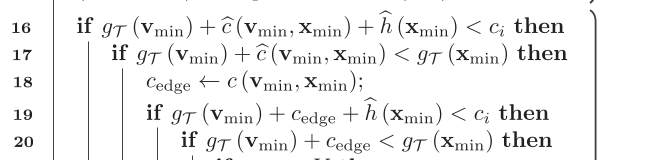 16 if g_𝒯 (v_min) + ĉ (v_min, x_min) + ĥ (x_min) < c_i then
17 if g_𝒯 (v_min) + ĉ (v_min, x_min) < g_𝒯 (x_min) then
18 c_edge ← c (v_min, x_min);
19 if g_𝒯 (v_min) + c_edge + ĥ (x_min) < c_i then
20 if g_𝒯 (v_min) + c_edge < g_𝒯 (x_min) then